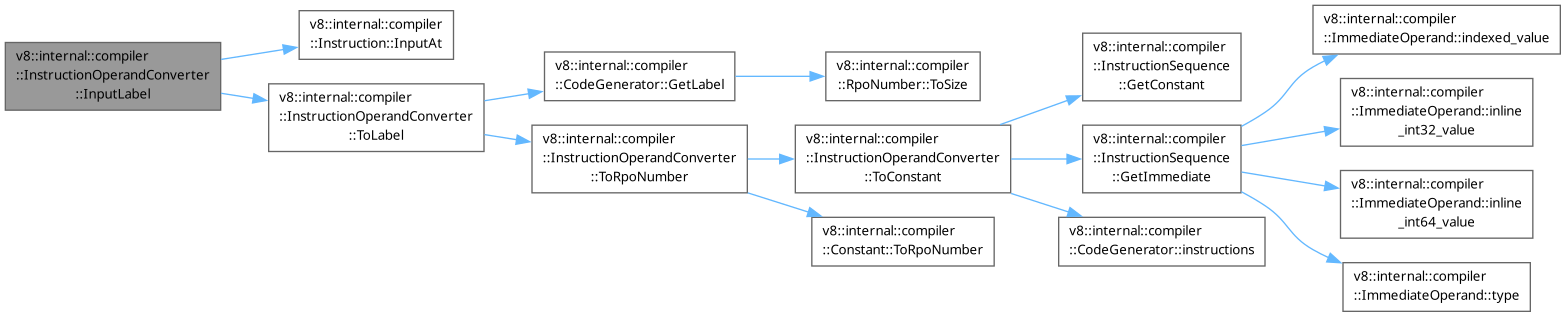 v8::internal::compiler
::InstructionOperandConverter
::InputLabel
v8::internal::compiler
::Instruction::InputAt
v8::internal::compiler
::InstructionOperandConverter
::ToLabel
v8::internal::compiler
::CodeGenerator::GetLabel
v8::internal::compiler
::RpoNumber::ToSize
v8::internal::compiler
::InstructionOperandConverter
::ToRpoNumber
v8::internal::compiler
::InstructionOperandConverter
::ToConstant
v8::internal::compiler
::InstructionSequence
::GetConstant
v8::internal::compiler
::InstructionSequence
::GetImmediate
v8::internal::compiler
::ImmediateOperand::indexed_value
v8::internal::compiler
::ImmediateOperand::inline
_int32_value
v8::internal::compiler
::ImmediateOperand::inline
_int64_value
v8::internal::compiler
::ImmediateOperand::type
v8::internal::compiler
::CodeGenerator::instructions
v8::internal::compiler
::Constant::ToRpoNumber